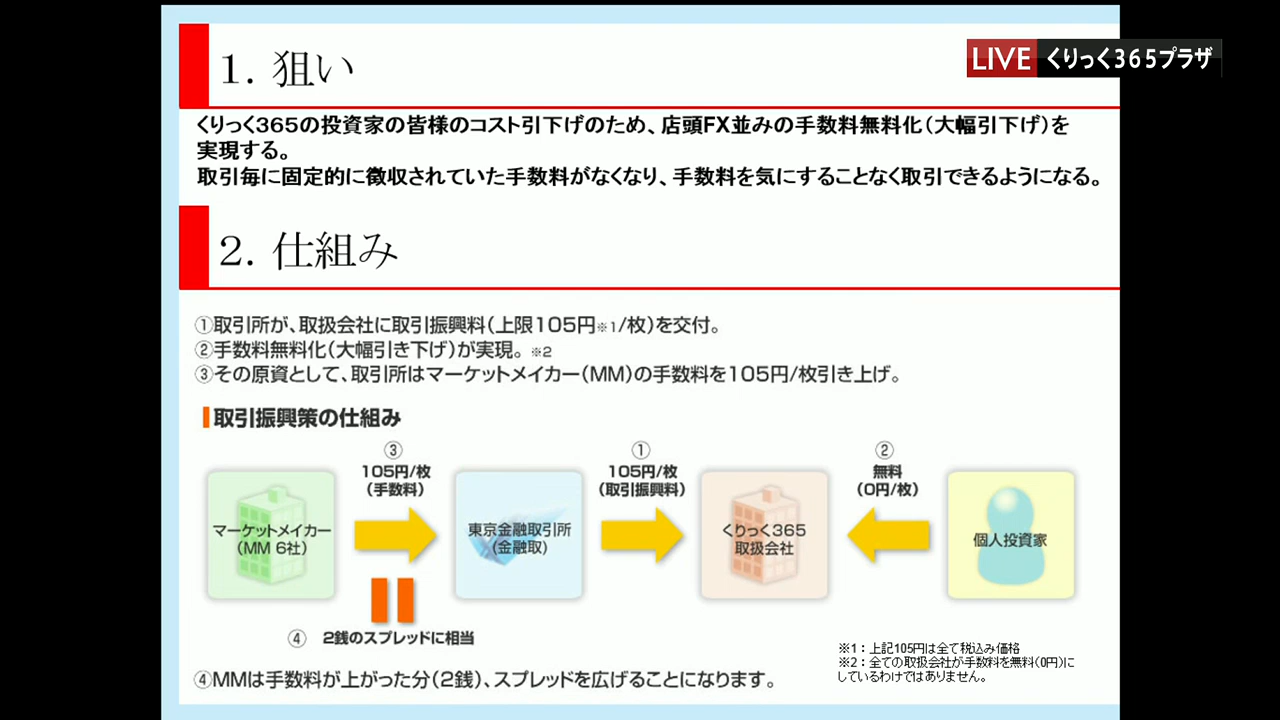 1. 狙い
LIVE くりっく365プラザ
くりっく365の投資家の皆様のコスト引下げのため、店頭FX並みの手数料無料化（大幅引下げ）を
実現する。
取引毎に固定的に徴収されていた手数料がなくなり、手数料を気にすることなく取引できるようになる。
2. 仕組み
①取引所が、取扱会社に取引振興料（上限105円※1/枚）を交付。
②手数料無料化（大幅引き下げ）が実現。※2
③その原資として、取引所はマーケットメイカー（MM）の手数料を105円/枚引き上げ。
取引振興策の仕組み
③
105円/枚
（手数料）
①
105円/枚
（取引振興料）
②
無料
（0円/枚）
マーケットメイカー
（MM 6社）
東京金融取引所
（金融取）
くりっく365
取扱会社
個人投資家
④ 2銭のスプレッドに相当
※1：上記105円は全て税込み価格
※2：全ての取扱会社が手数料を無料（0円）に
しているわけではありません。
④MMは手数料が上がった分（2銭）、スプレッドを広げることになります。